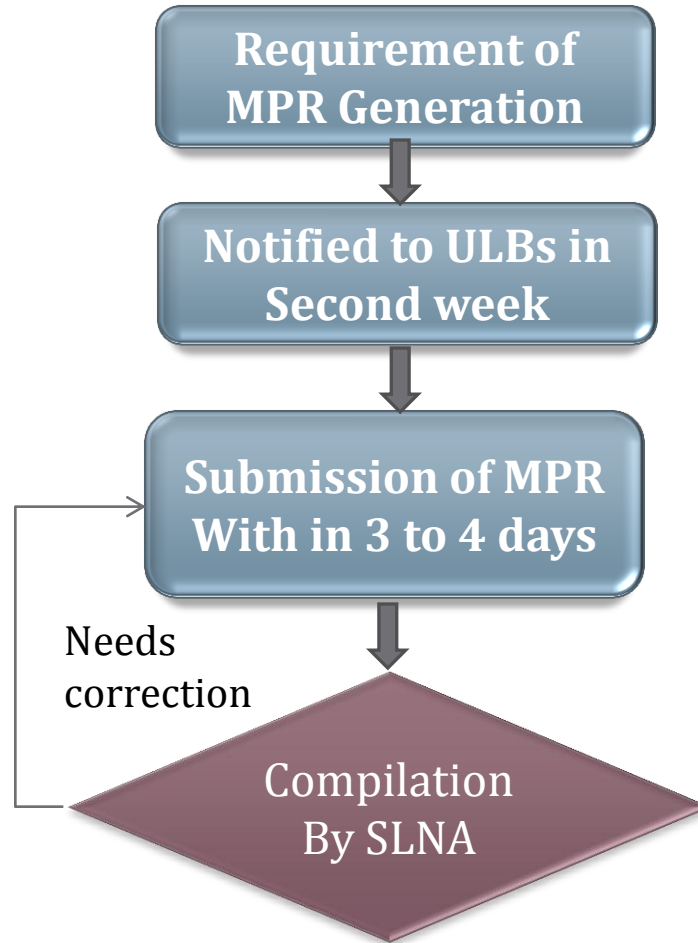 Requirement of
MPR Generation
Notified to ULBs in
Second week
Submission of MPR
With in 3 to 4 days
Needs
correction
Compilation
By SLNA